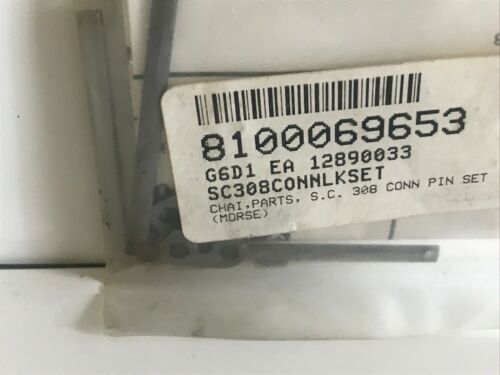 8100069653
G6D1 EA 12890033
SC308CONNLKSET
CHAI,PARTS, S.C. 308 CONN PIN SET
(MORSE)